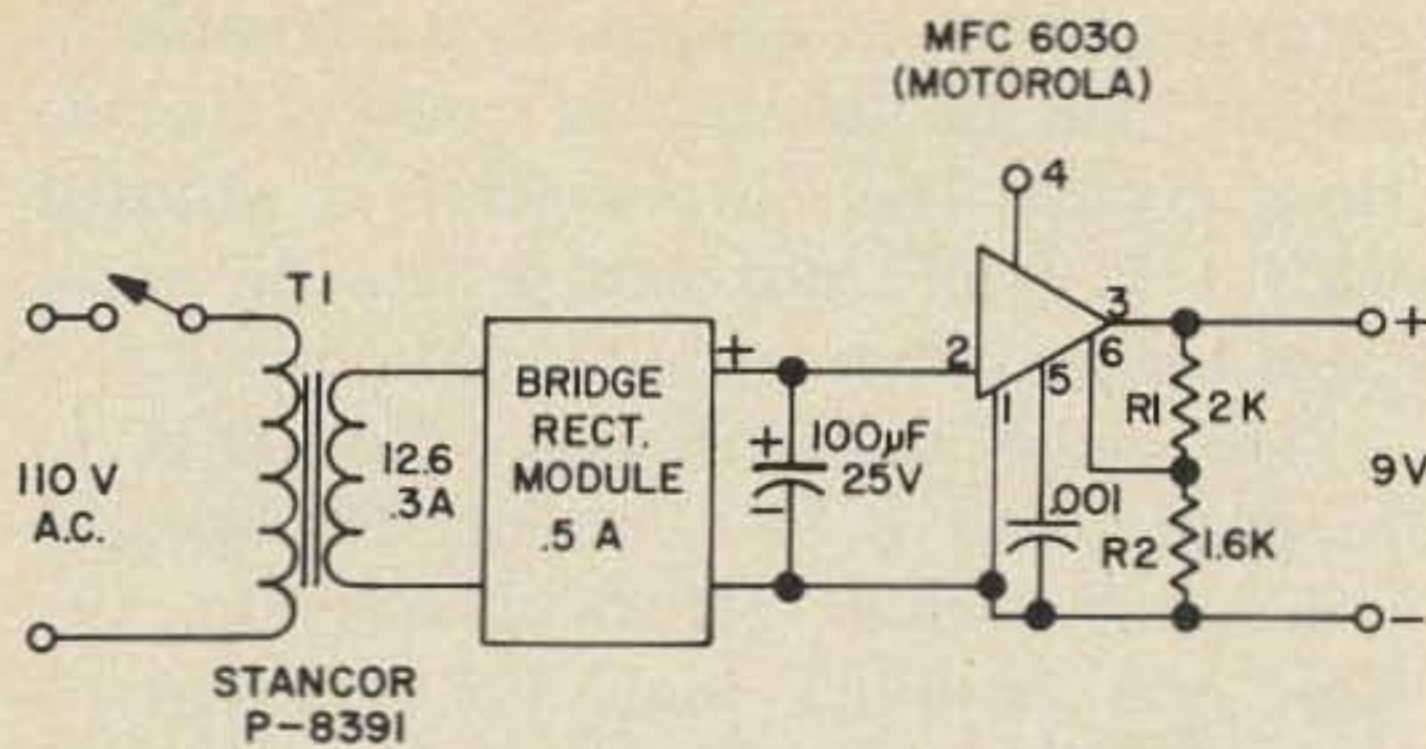 MFC 6030
(MOTOROLA)
4
T1
3
+
+
2
6
5
BRIDGE
RECT.
MODULE
.5 A
1
R1
2 K
12.6
.3A
+
100µF
25V
-
110 V
A.C.
9V
.001
R2
1.6K
-
STANCOR
P-8391